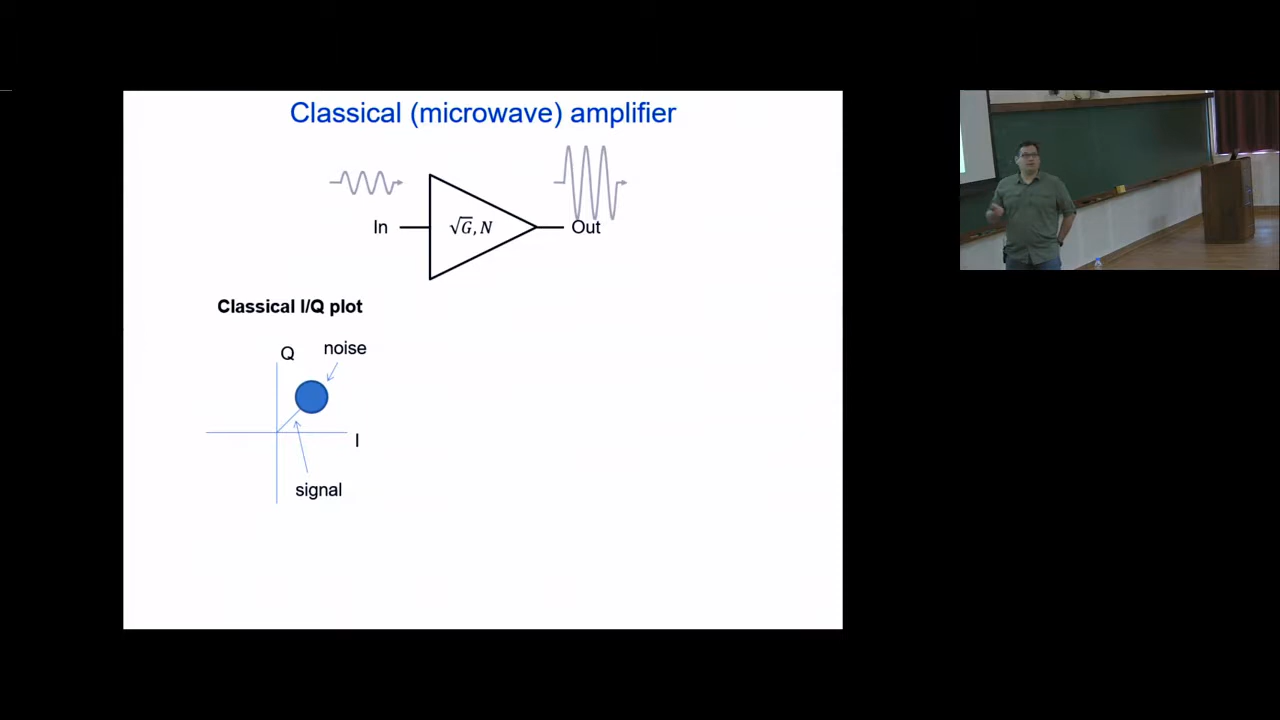 Classical (microwave) amplifier
In
√G, N
Out
Classical I/Q plot
Q
noise
I
signal